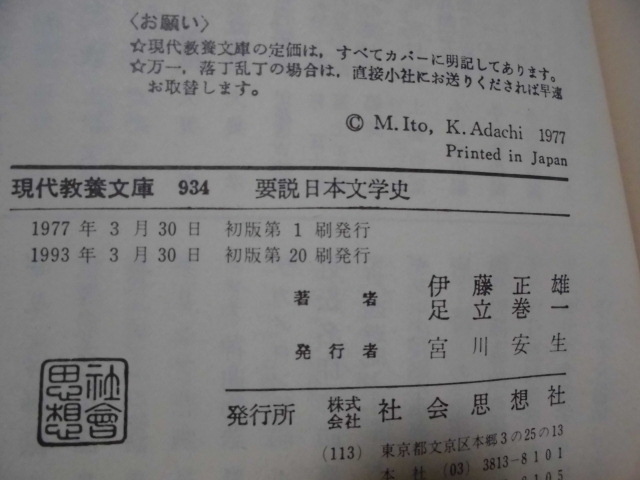 〈お願い〉
☆現代教養文庫の定価は，すべてカバーに明記してあります。
☆万一，落丁乱丁の場合は，直接小社にお送りくだされば早速
お取替します。
© M. Ito, K. Adachi 1977
Printed in Japan
現代教養文庫 934 要説日本文学史
1977 年 3 月 30 日 初版第 1 刷発行
1993 年 3 月 30 日 初版第 20 刷発行
著者 伊藤正雄
足立巻一
発行者 宮川安生
社會思想
発行所 株式会社 社会思想社
(113) 東京都文京区本郷3の25の13
本社 (03) 3813-8101